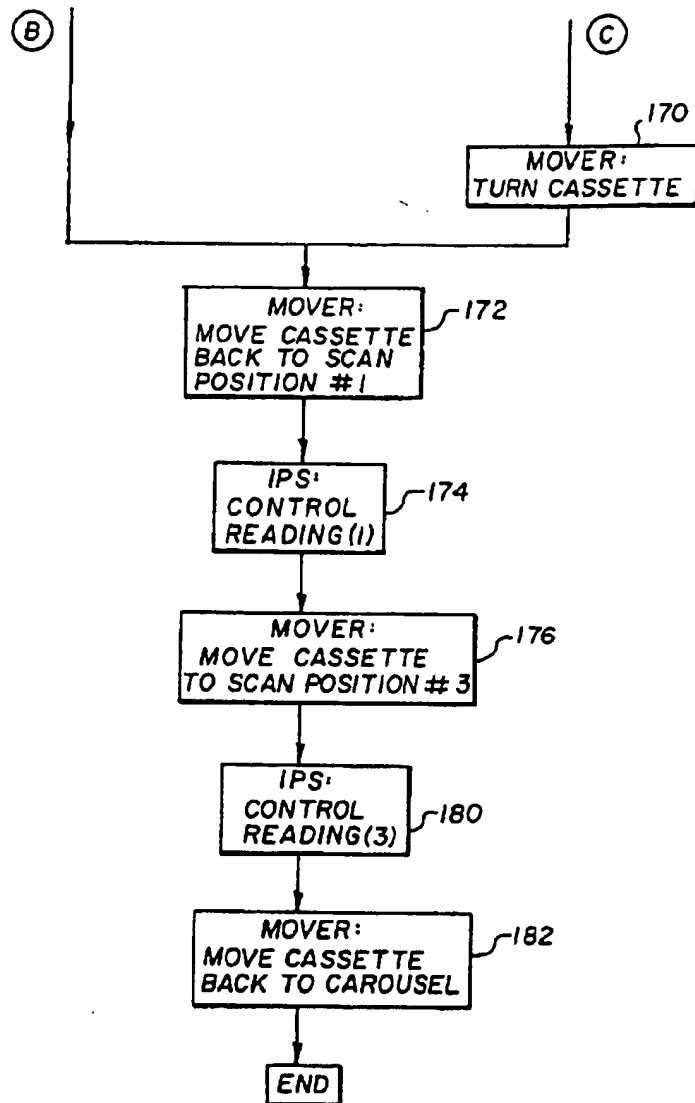 B
C
170
MOVER:
TURN CASSETTE
MOVER:
MOVE CASSETTE
BACK TO SCAN
POSITION #1
172
IPS:
CONTROL
READING(1)
174
MOVER:
MOVE CASSETTE
TO SCAN POSITION #3
176
IPS:
CONTROL
READING(3)
180
MOVER:
MOVE CASSETTE
BACK TO CAROUSEL
182
END